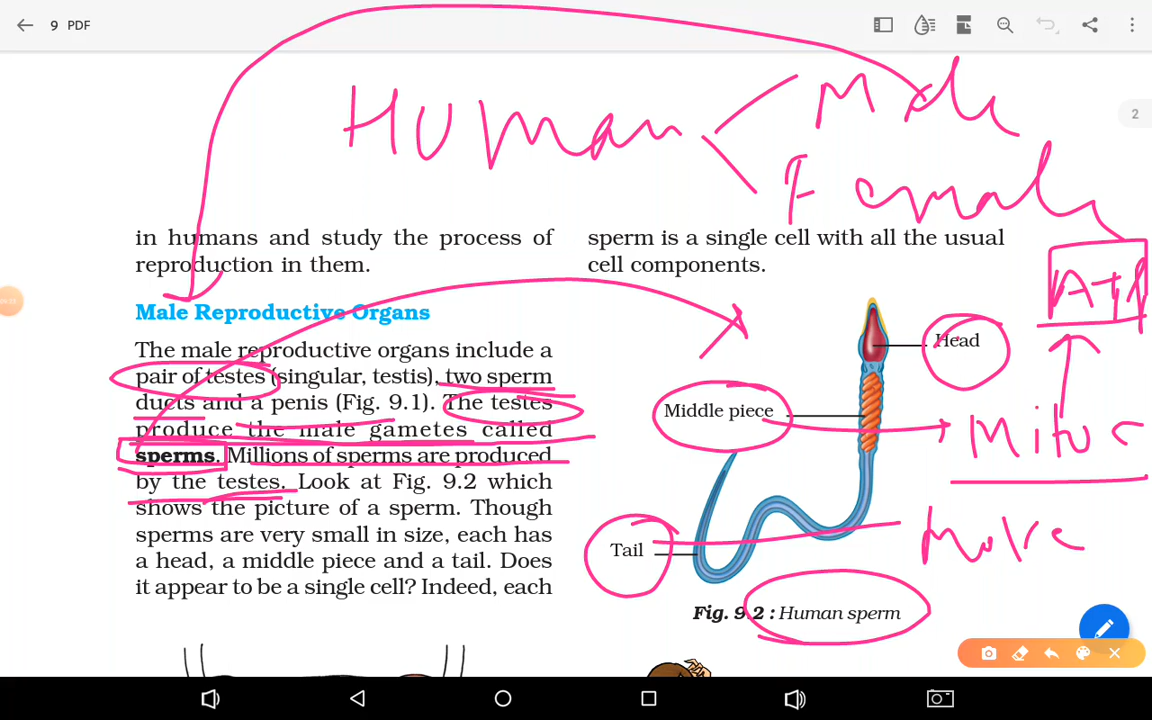 9 PDF
2
Human
Male
Female
in humans and study the process of
reproduction in them.
Male Reproductive Organs
The male reproductive organs include a
pair of testes (singular, testis), two sperm
ducts and a penis (Fig. 9.1). The testes
produce the male gametes called
sperms. Millions of sperms are produced
by the testes. Look at Fig. 9.2 which
shows the picture of a sperm. Though
sperms are very small in size, each has
a head, a middle piece and a tail. Does
it appear to be a single cell? Indeed, each
sperm is a single cell with all the usual
cell components.
ATP
Head
Middle piece
Mitoc
Tail
Fig. 9.2 : Human sperm